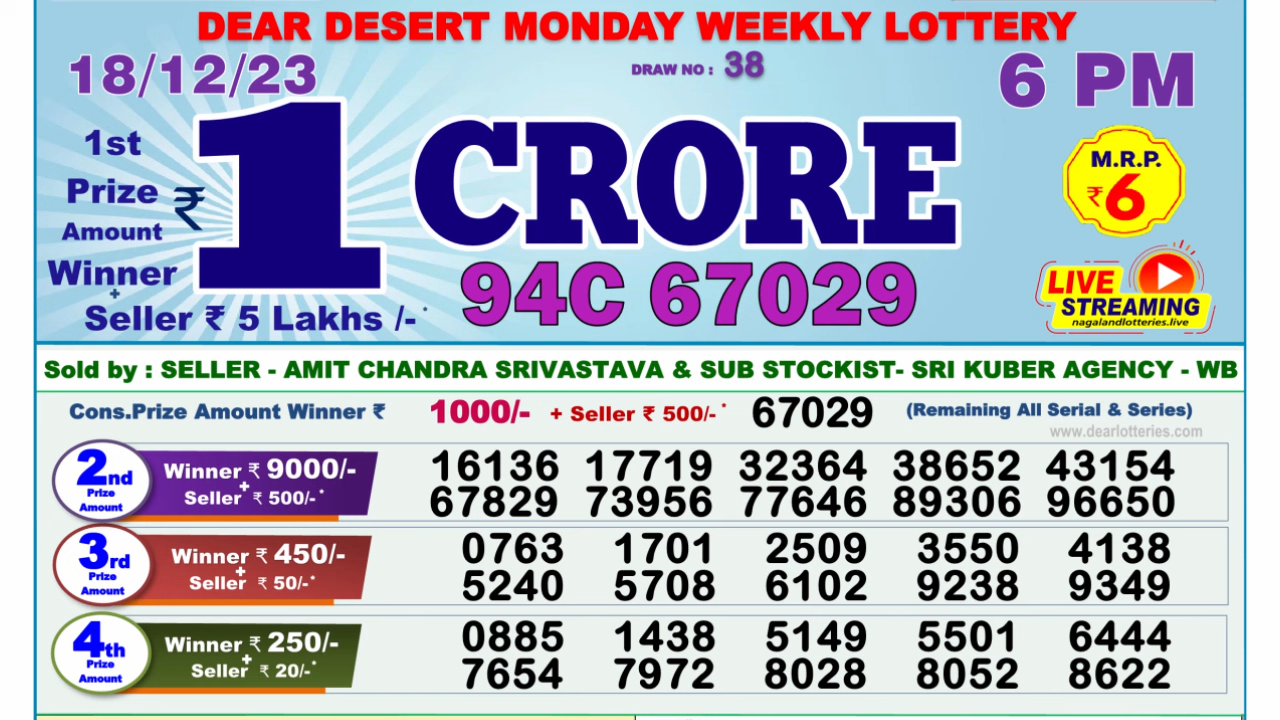 DEAR DESERT MONDAY WEEKLY LOTTERY
18/12/23
DRAW NO : 38
6 PM
1st
Prize
Amount
Winner
+
Seller ₹ 5 Lakhs /-*
₹ 1 CRORE
94C 67029
M.R.P.
₹6
LIVE
STREAMING
nagalandlotteries.live
Sold by : SELLER - AMIT CHANDRA SRIVASTAVA & SUB STOCKIST- SRI KUBER AGENCY - WB
Cons.Prize Amount Winner ₹ 1000/- + Seller ₹ 500/-* 67029 (Remaining All Serial & Series)
www.dearlotteries.com
2nd
Prize
Amount
Winner ₹ 9000/-
+
Seller ₹ 500/-*
16136 17719 32364 38652 43154
67829 73956 77646 89306 96650
3rd
Prize
Amount
Winner ₹ 450/-
+
Seller ₹ 50/-*
0763 1701 2509 3550 4138
5240 5708 6102 9238 9349
4th
Prize
Amount
Winner ₹ 250/-
+
Seller ₹ 20/-*
0885 1438 5149 5501 6444
7654 7972 8028 8052 8622